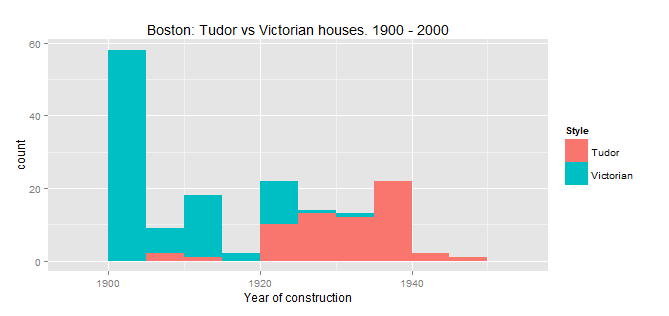 Boston: Tudor vs Victorian houses. 1900 - 2000
60
40
20
0
count
1900
1920
1940
Year of construction
Style
Tudor
Victorian